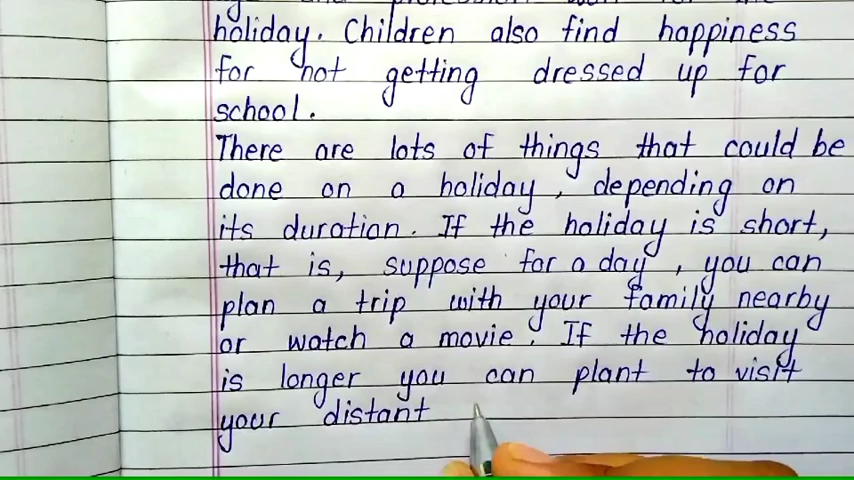 holiday. Children also find happiness
for not getting dressed up for
school.
There are lots of things that could be
done on a holiday, depending on
its duration. If the holiday is short,
that is, suppose for a day, you can
plan a trip with your family nearby
or watch a movie. If the holiday
is longer you can plant to visit
your distant